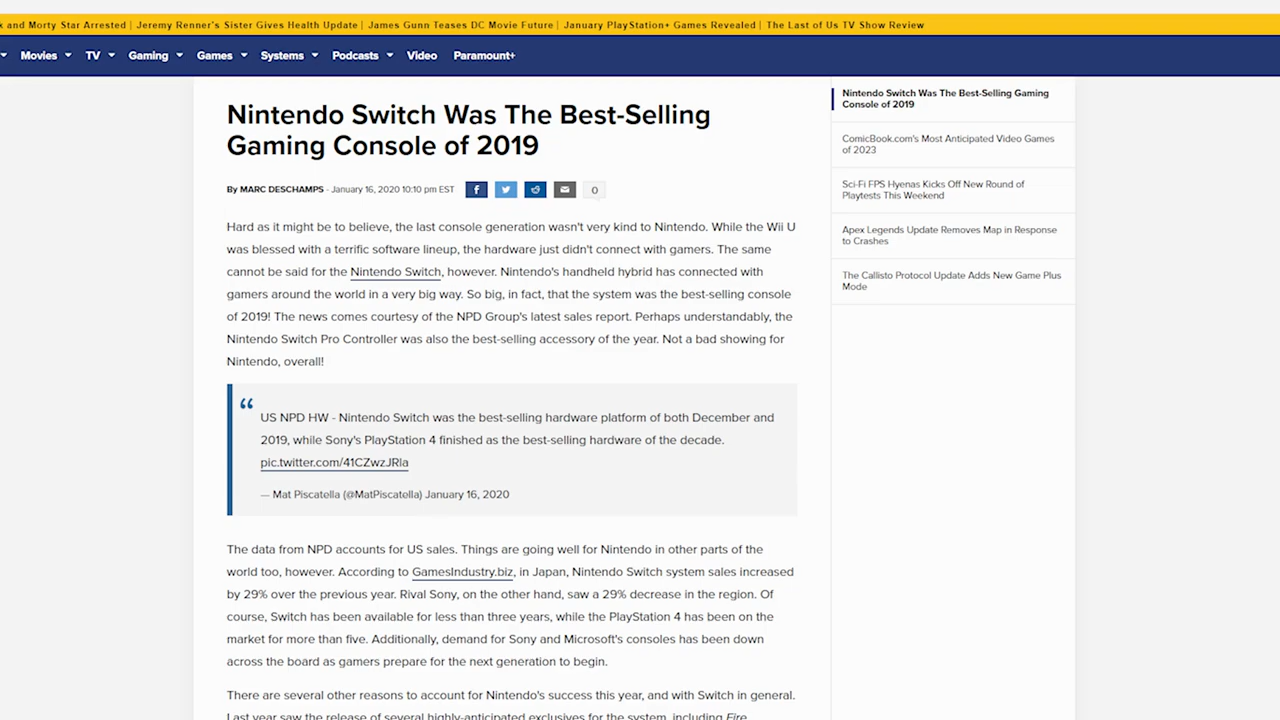 and Morty Star Arrested | Jeremy Renner's Sister Gives Health Update | James Gunn Teases DC Movie Future | January PlayStation+ Games Revealed | The Last of Us TV Show Review
Movies TV Gaming Games Systems Podcasts Video Paramount+
Nintendo Switch Was The Best-Selling
Gaming Console of 2019
By MARC DESCHAMPS - January 16, 2020 10:10 pm EST
0
Hard as it might be to believe, the last console generation wasn't very kind to Nintendo. While the Wii U
was blessed with a terrific software lineup, the hardware just didn't connect with gamers. The same
cannot be said for the Nintendo Switch, however. Nintendo's handheld hybrid has connected with
gamers around the world in a very big way. So big, in fact, that the system was the best-selling console
of 2019! The news comes courtesy of the NPD Group's latest sales report. Perhaps understandably, the
Nintendo Switch Pro Controller was also the best-selling accessory of the year. Not a bad showing for
Nintendo, overall!
“
US NPD HW - Nintendo Switch was the best-selling hardware platform of both December and
2019, while Sony's PlayStation 4 finished as the best-selling hardware of the decade.
pic.twitter.com/41CZwzJRla
— Mat Piscatella (@MatPiscatella) January 16, 2020
The data from NPD accounts for US sales. Things are going well for Nintendo in other parts of the
world too, however. According to GamesIndustry.biz, in Japan, Nintendo Switch system sales increased
by 29% over the previous year. Rival Sony, on the other hand, saw a 29% decrease in the region. Of
course, Switch has been available for less than three years, while the PlayStation 4 has been on the
market for more than five. Additionally, demand for Sony and Microsoft's consoles has been down
across the board as gamers prepare for the next generation to begin.
There are several other reasons to account for Nintendo's success this year, and with Switch in general.
Last year saw the release of several highly-anticipated exclusives for the system, including Fire
Nintendo Switch Was The Best-Selling Gaming
Console of 2019
ComicBook.com's Most Anticipated Video Games
of 2023
Sci-Fi FPS Hyenas Kicks Off New Round of
Playtests This Weekend
Apex Legends Update Removes Map in Response
to Crashes
The Callisto Protocol Update Adds New Game Plus
Mode